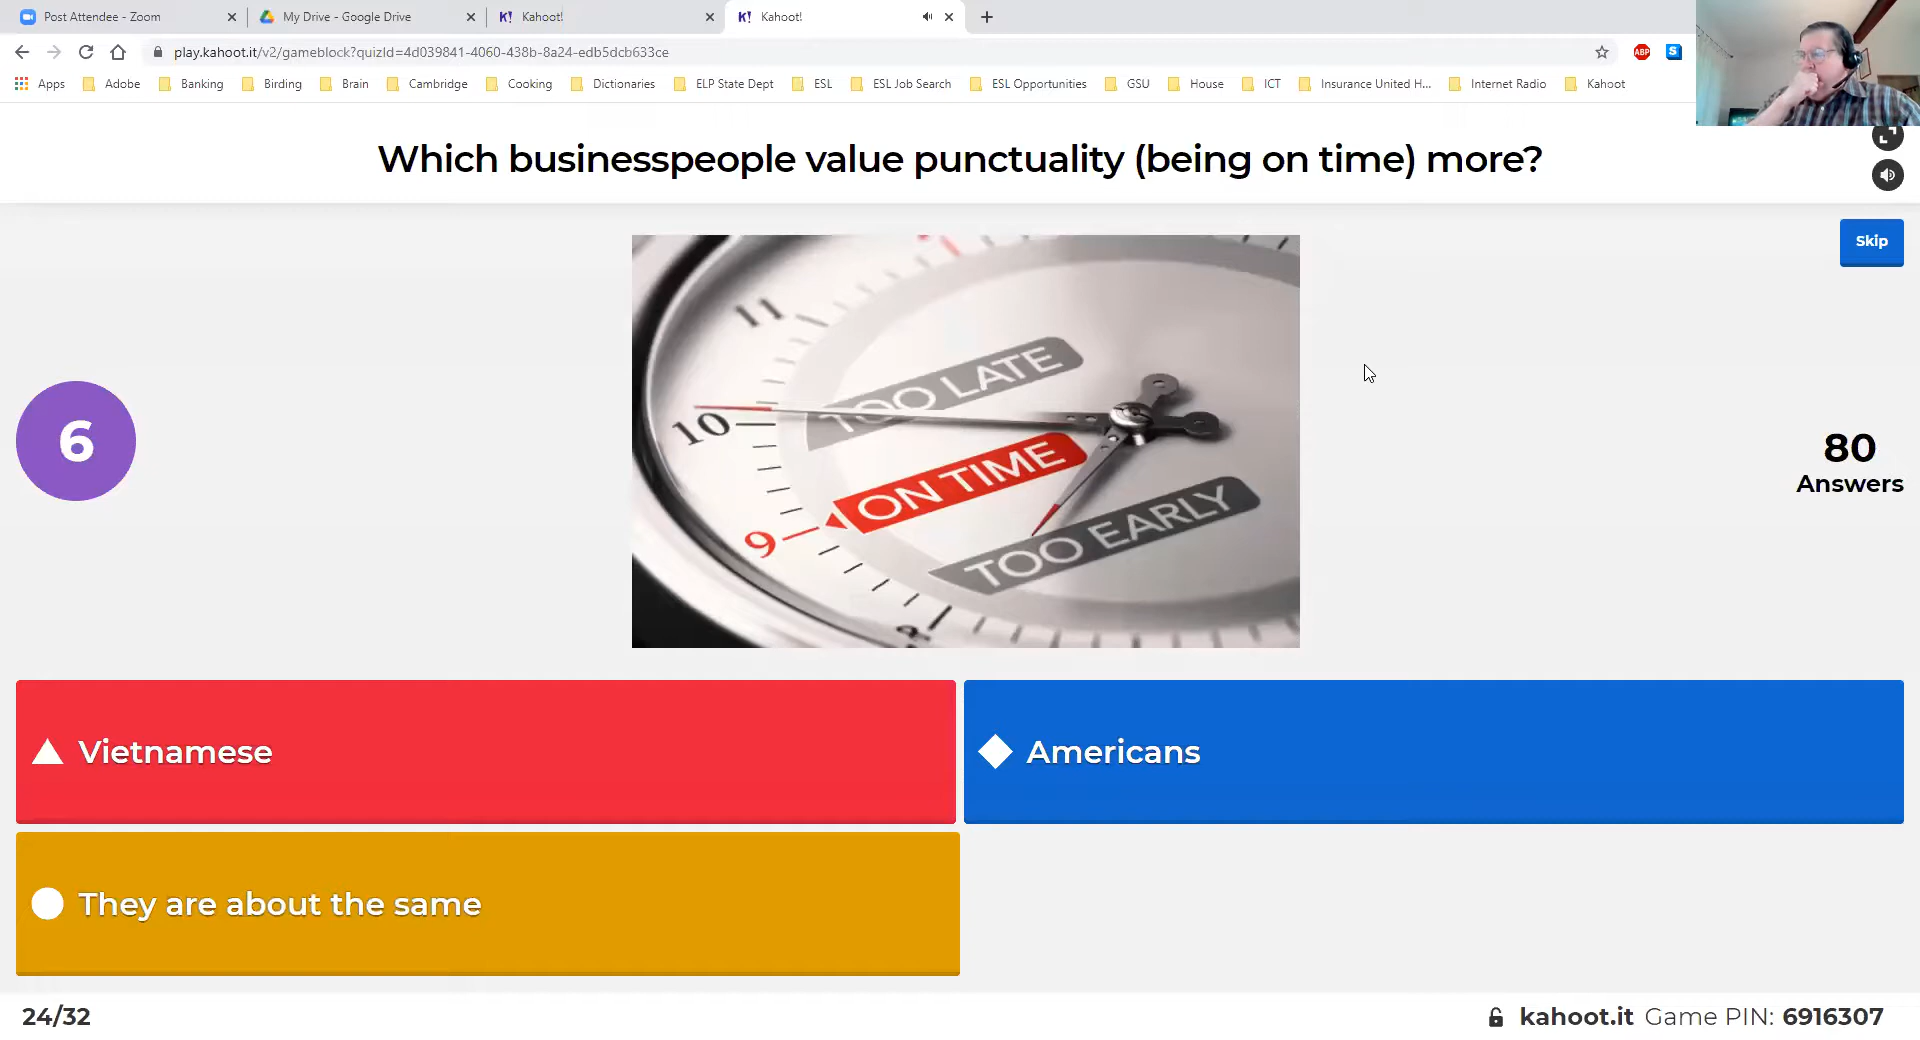 Post Attendee - Zoom
My Drive - Google Drive
K! Kahoot!
K! Kahoot!
play.kahoot.it/v2/gameblock?quizId=4d039841-4060-438b-8a24-edb5dcb633ce
ABP
S
Apps Adobe Banking Birding Brain Cambridge Cooking Dictionaries ELP State Dept ESL ESL Job Search ESL Opportunities GSU House ICT Insurance United H... Internet Radio Kahoot
Which businesspeople value punctuality (being on time) more?
Skip
11
TOO LATE
10
ON TIME
TOO EARLY
9
8
6
80
Answers
Vietnamese
Americans
They are about the same
24/32
kahoot.it Game PIN: 6916307